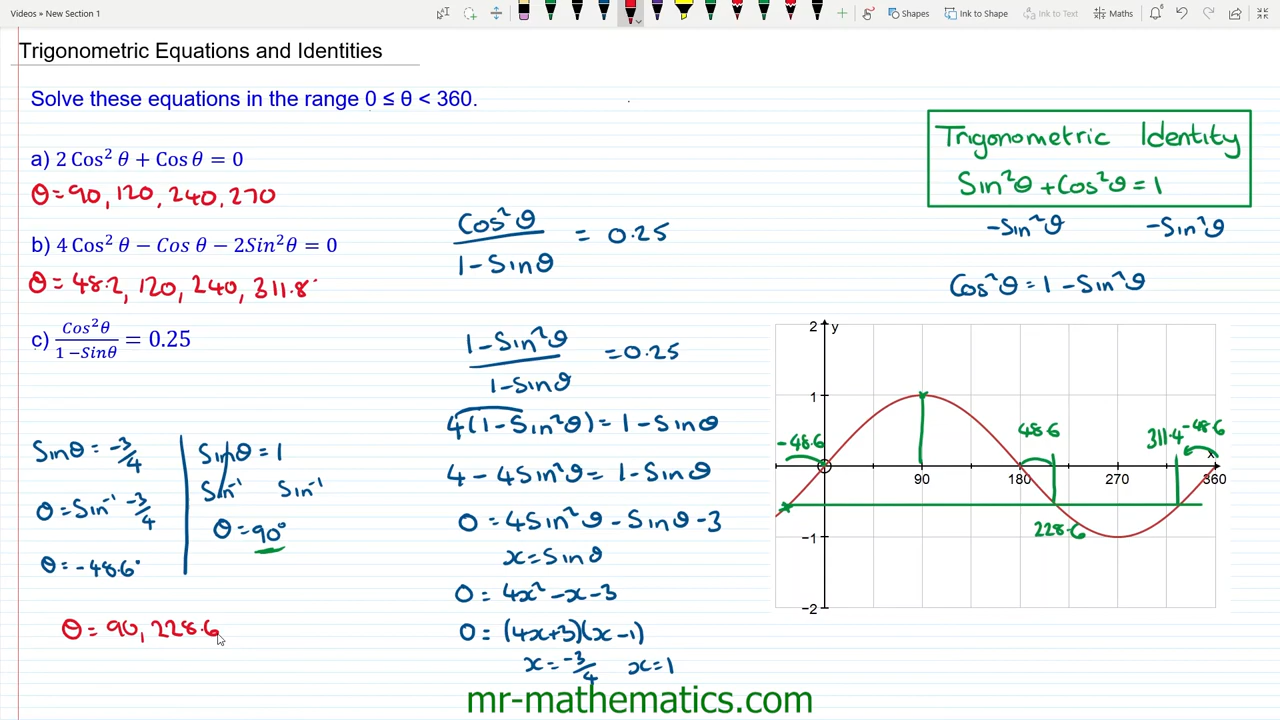 Videos » New Section 1
Shapes Ink to Shape Ink to Text Maths
Trigonometric Equations and Identities
Solve these equations in the range 0 ≤ θ < 360.
a) 2 Cos² θ + Cos θ = 0
θ = 90, 120, 240, 270
b) 4 Cos² θ − Cos θ − 2Sin²θ = 0
θ = 48.2, 120, 240, 311.8
c) Cos²θ / 1 −Sinθ = 0.25
Sinθ = -3/4
θ = Sin⁻¹ -3/4
θ = -48.6°
Sinθ = 1
Sin⁻¹ Sin⁻¹
θ = 90°
θ = 90, 228.6
Cos²θ / 1 - Sinθ = 0.25
1 - Sin²θ / 1 - Sinθ = 0.25
4(1 - Sin²θ) = 1 - Sinθ
4 - 4Sin²θ = 1 - Sinθ
0 = 4Sin²θ - Sinθ - 3
x = Sinθ
0 = 4x² - x - 3
0 = (4x+3)(x-1)
x = -3/4 x = 1
Trigonometric Identity
Sin²θ + Cos²θ = 1
-Sin²θ -Sin²θ
Cos²θ = 1 - Sin²θ
2 y
1
-48.6 48.6 311.4 -48.6
x
90 180 270 360
228.6
−1
−2
mr-mathematics.com